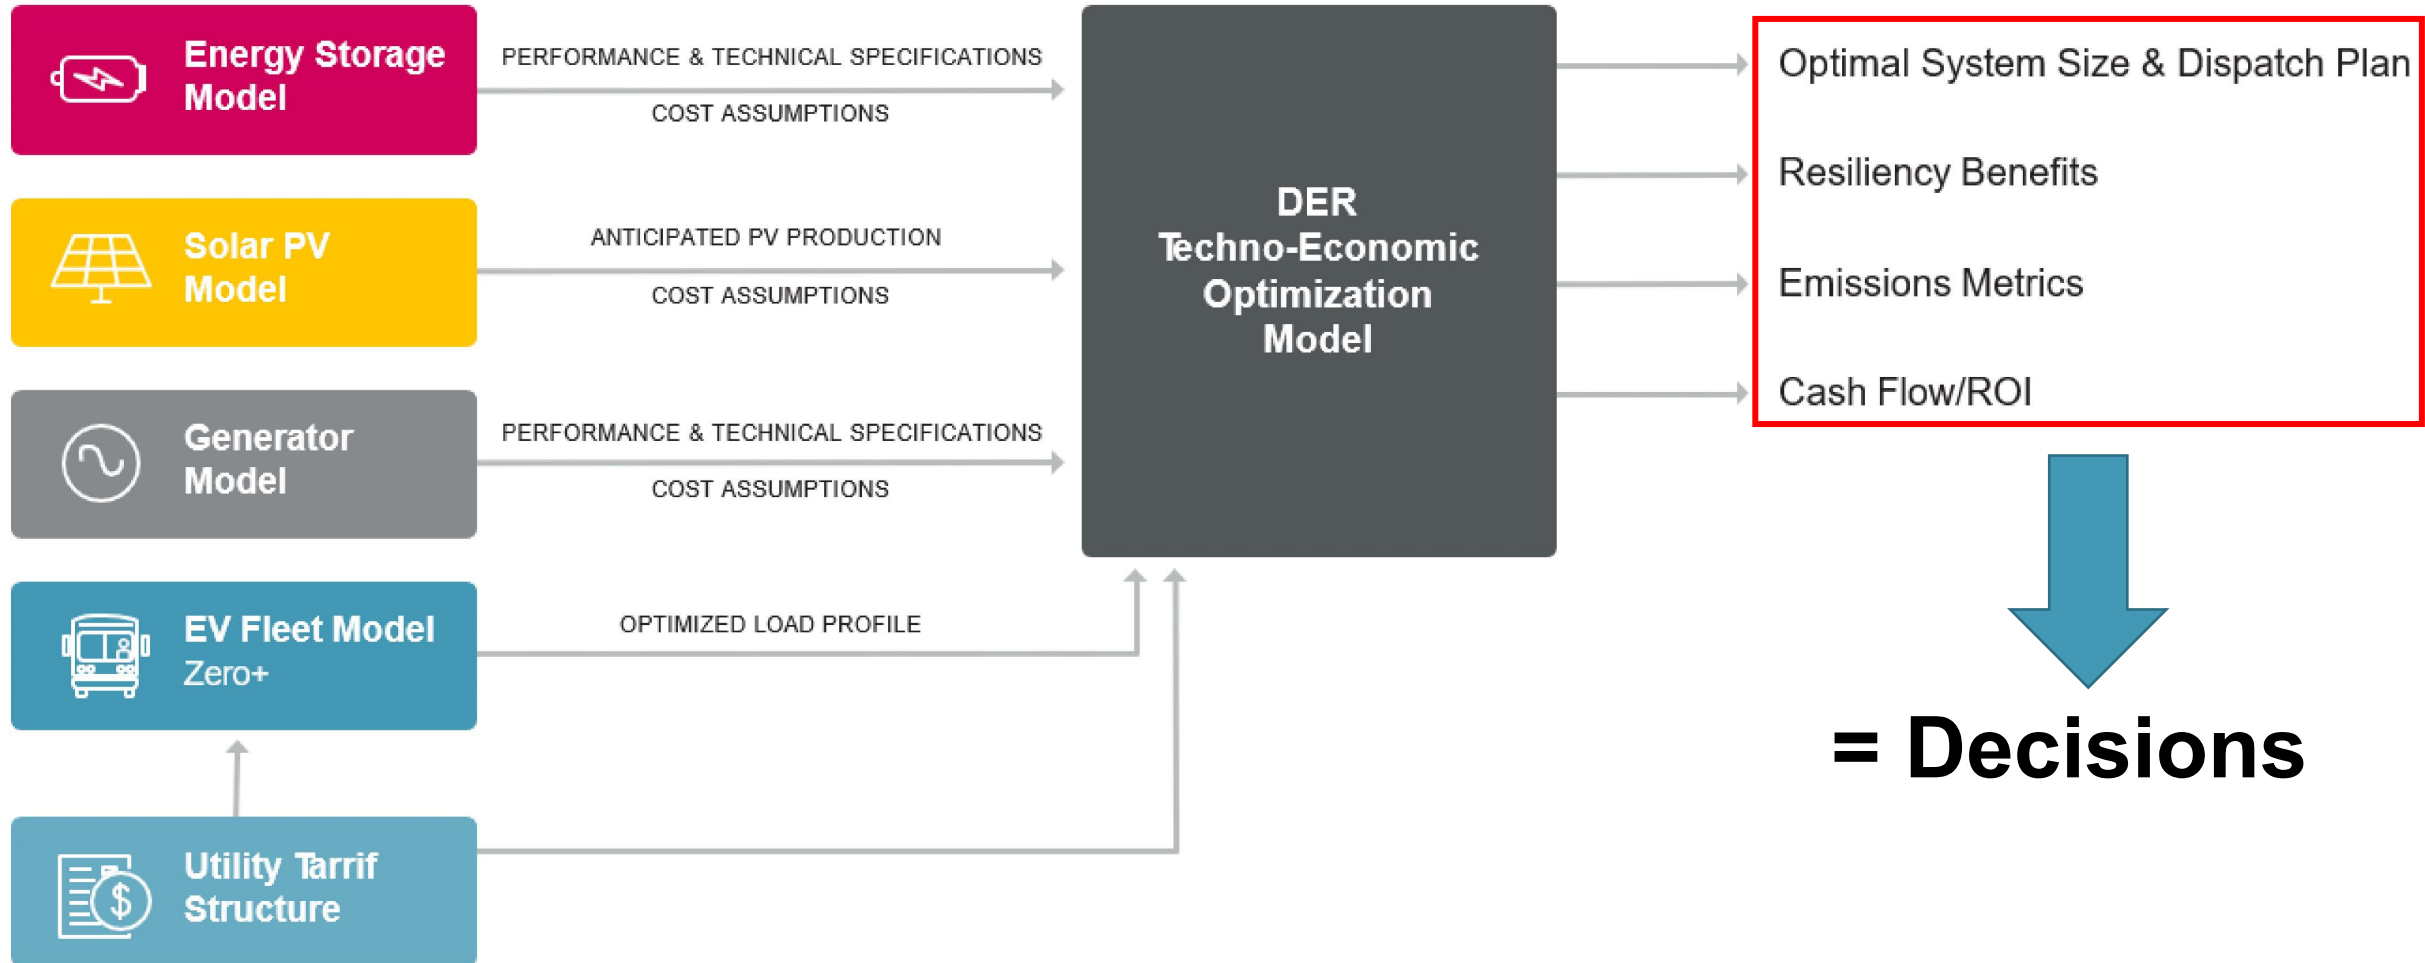 Energy Storage
Model
PERFORMANCE & TECHNICAL SPECIFICATIONS
COST ASSUMPTIONS
Solar PV
Model
ANTICIPATED PV PRODUCTION
COST ASSUMPTIONS
Generator
Model
PERFORMANCE & TECHNICAL SPECIFICATIONS
COST ASSUMPTIONS
EV Fleet Model
Zero+
OPTIMIZED LOAD PROFILE
Utility Tarrif
Structure
$
DER
Techno-Economic
Optimization
Model
Optimal System Size & Dispatch Plan
Resiliency Benefits
Emissions Metrics
Cash Flow/ROI
= Decisions